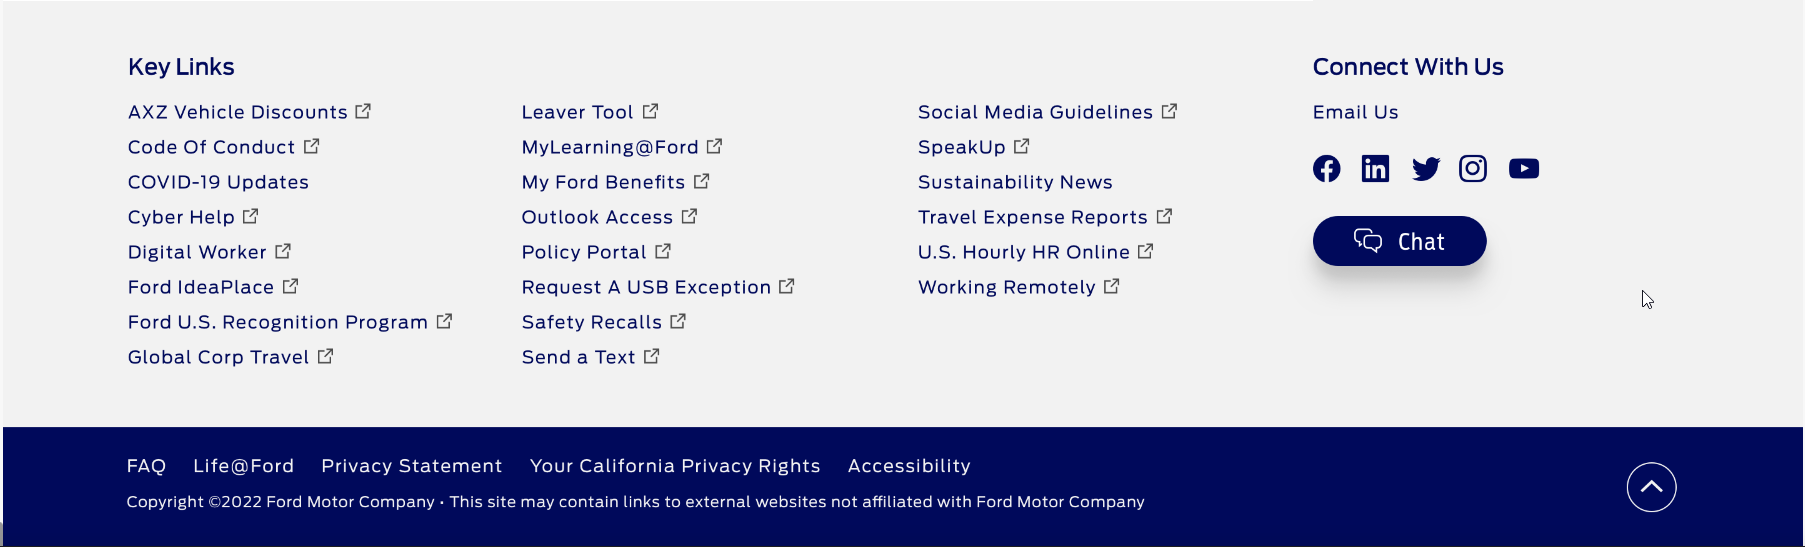 Key Links
AXZ Vehicle Discounts
Code Of Conduct
COVID-19 Updates
Cyber Help
Digital Worker
Ford IdeaPlace
Ford U.S. Recognition Program
Global Corp Travel
Leaver Tool
MyLearning@Ford
My Ford Benefits
Outlook Access
Policy Portal
Request A USB Exception
Safety Recalls
Send a Text
Social Media Guidelines
SpeakUp
Sustainability News
Travel Expense Reports
U.S. Hourly HR Online
Working Remotely
Connect With Us
Email Us
in
Chat
FAQ Life@Ford Privacy Statement Your California Privacy Rights Accessibility
Copyright ©2022 Ford Motor Company · This site may contain links to external websites not affiliated with Ford Motor Company